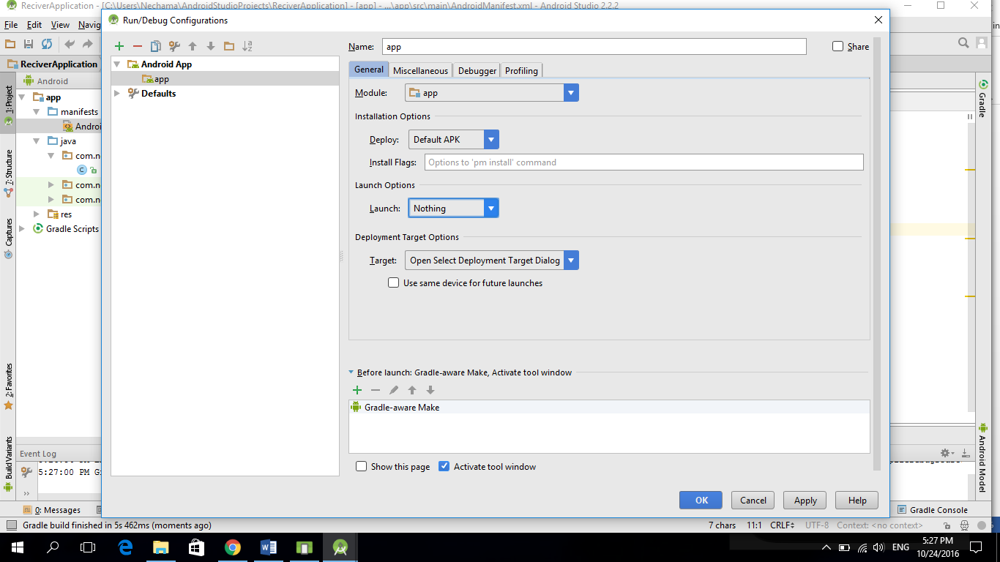 ReciverApplication - [C:\Users\Nechama\AndroidStudioProjects\ReciverApplication] - [app] - ...\app\src\main\AndroidManifest.xml - Android Studio 2.2.2
File Edit View Navig
ReciverApplication
Android
1: Project
7: Structure
Captures
2: Favorites
Build Variants
app
manifests
Androi
java
com.n
com.n
com.n
res
Gradle Scripts
Run/Debug Configurations
Android App
app
Defaults
Name: app
Share
General Miscellaneous Debugger Profiling
Module: app
Installation Options
Deploy: Default APK
Install Flags: Options to 'pm install' command
Launch Options
Launch: Nothing
Deployment Target Options
Target: Open Select Deployment Target Dialog
Use same device for future launches
Before launch: Gradle-aware Make, Activate tool window
Gradle-aware Make
Show this page Activate tool window
OK Cancel Apply Help
Gradle
Android Model
Event Log
5:27:00 PM G
0: Messages
Gradle Console
Gradle build finished in 5s 462ms (moments ago)
7 chars 11:1 CRLF UTF-8 Context: <no context>
ENG
5:27 PM
10/24/2016